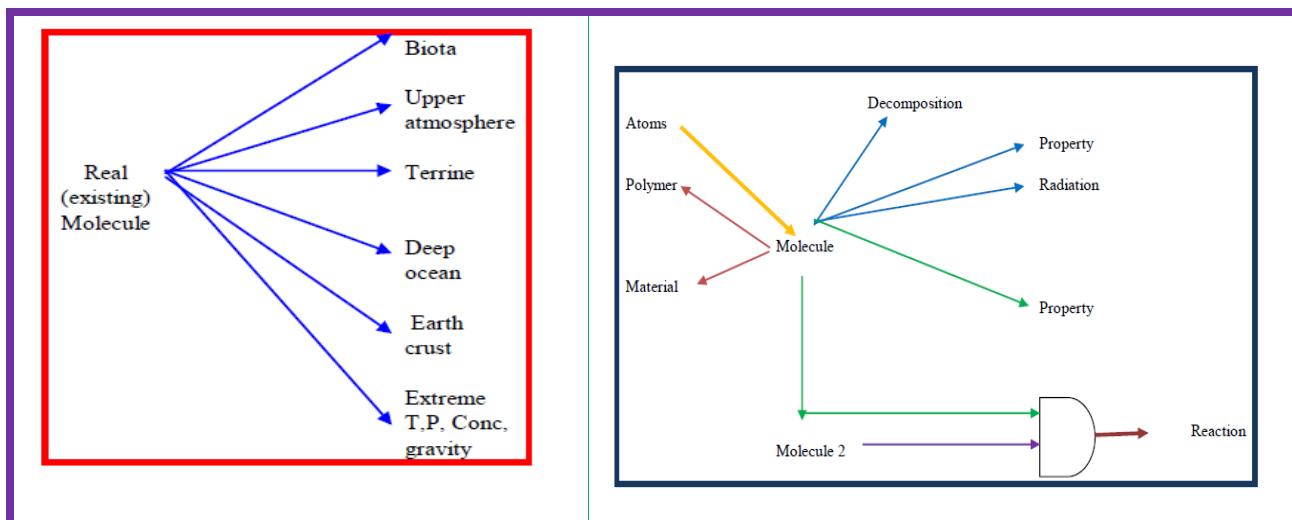 Real
(existing)
Molecule
Biota
Upper
atmosphere
Terrine
Deep
ocean
Earth
crust
Extreme
T,P, Conc,
gravity
Decomposition
Atoms
Property
Polymer
Radiation
Molecule
Material
Property
Molecule 2
Reaction